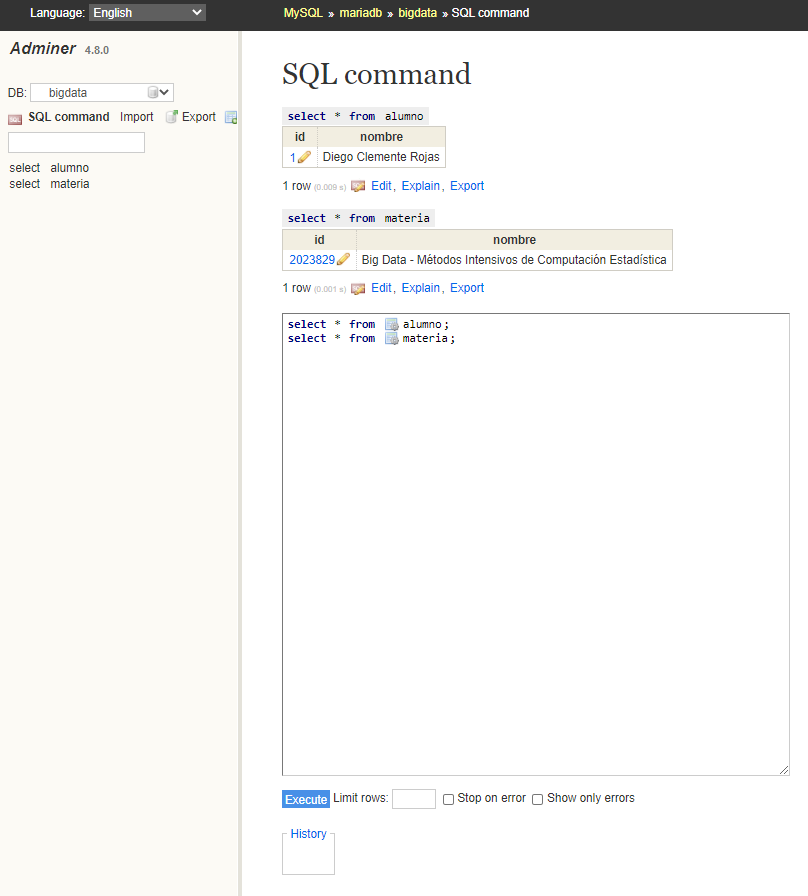 Language: English
MySQL » mariadb » bigdata » SQL command
Adminer 4.8.0
DB: bigdata
SQL command Import Export
select alumno
select materia
SQL command
select * from alumno
id nombre
1 Diego Clemente Rojas
1 row (0.009 s) Edit, Explain, Export
select * from materia
id nombre
2023829 Big Data - Métodos Intensivos de Computación Estadística
1 row (0.001 s) Edit, Explain, Export
select * from alumno;
select * from materia;
Execute Limit rows: Stop on error Show only errors
History